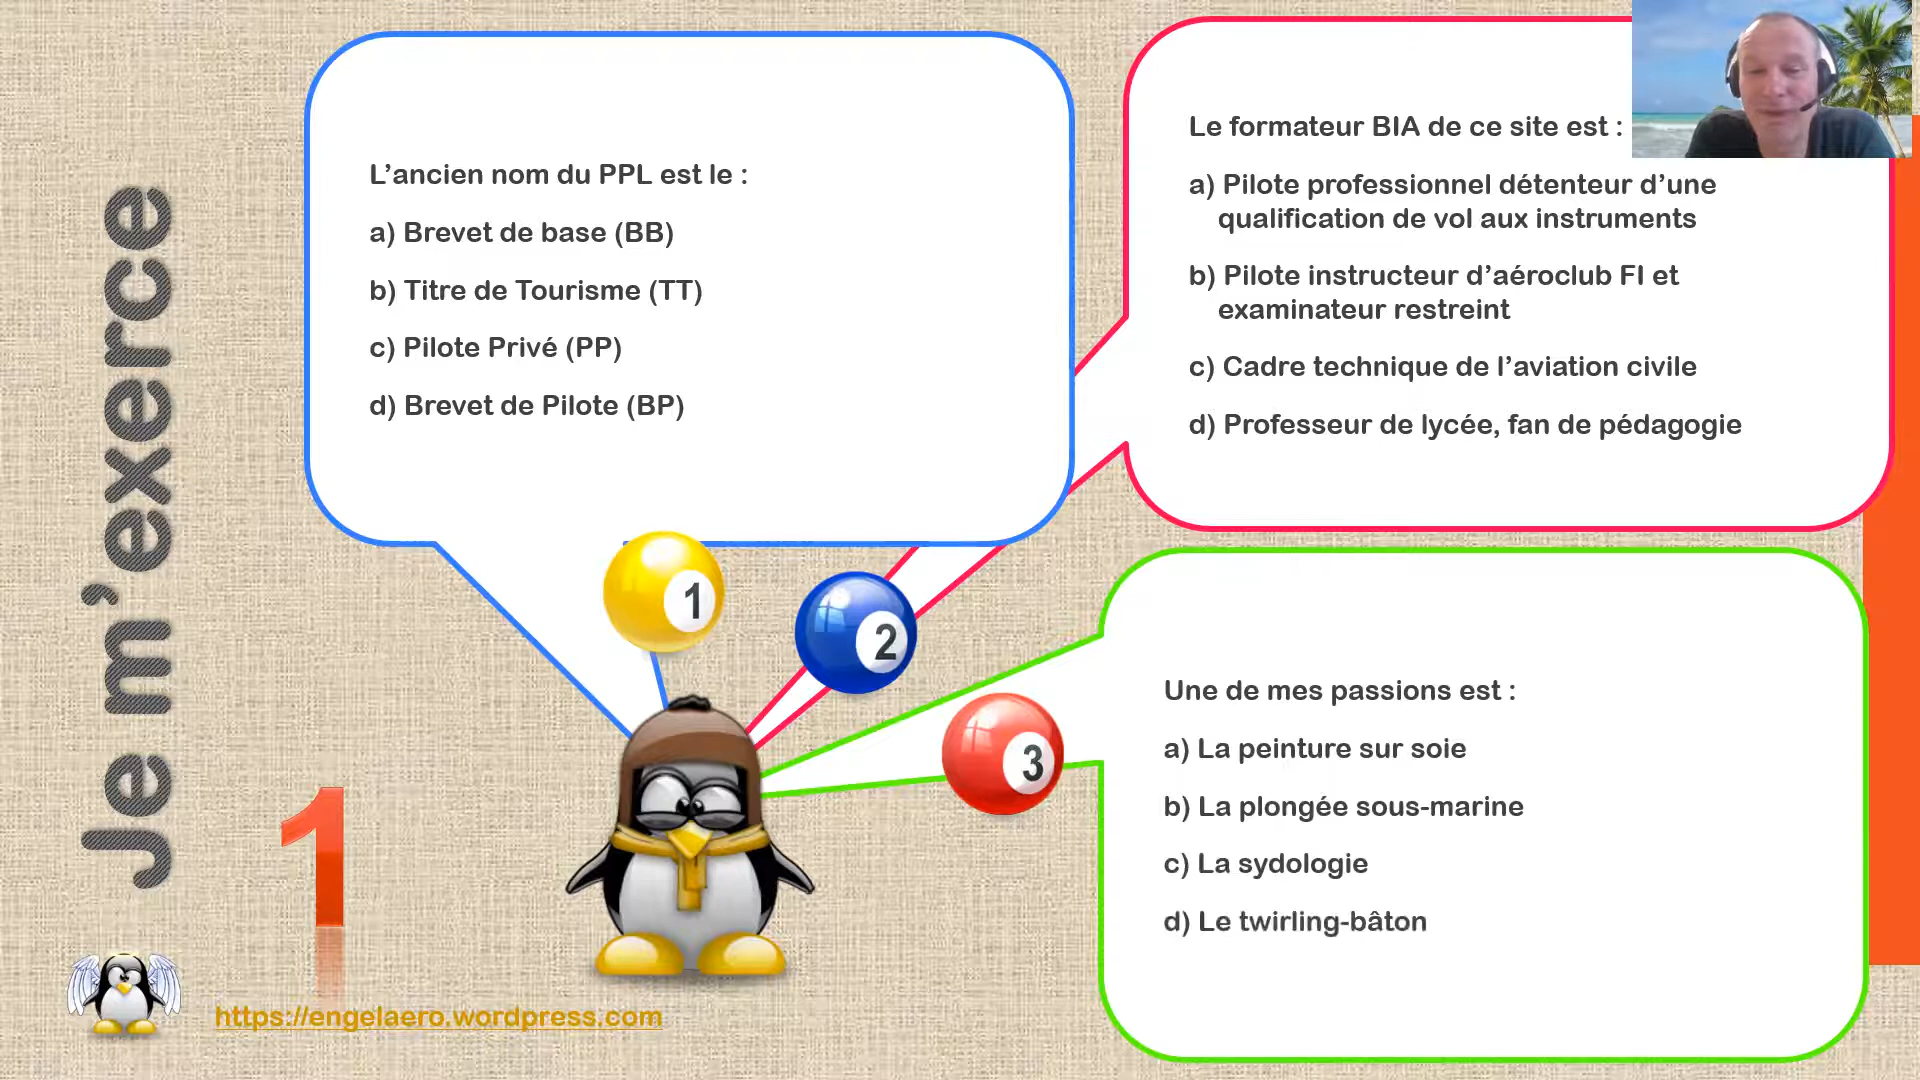 Je m’exerce
1
L’ancien nom du PPL est le :
a) Brevet de base (BB)
b) Titre de Tourisme (TT)
c) Pilote Privé (PP)
d) Brevet de Pilote (BP)
Le formateur BIA de ce site est :
a) Pilote professionnel détenteur d’une
qualification de vol aux instruments
b) Pilote instructeur d’aéroclub FI et
examinateur restreint
c) Cadre technique de l’aviation civile
d) Professeur de lycée, fan de pédagogie
1
2
3
Une de mes passions est :
a) La peinture sur soie
b) La plongée sous-marine
c) La sydologie
d) Le twirling-bâton
https://engelaero.wordpress.com